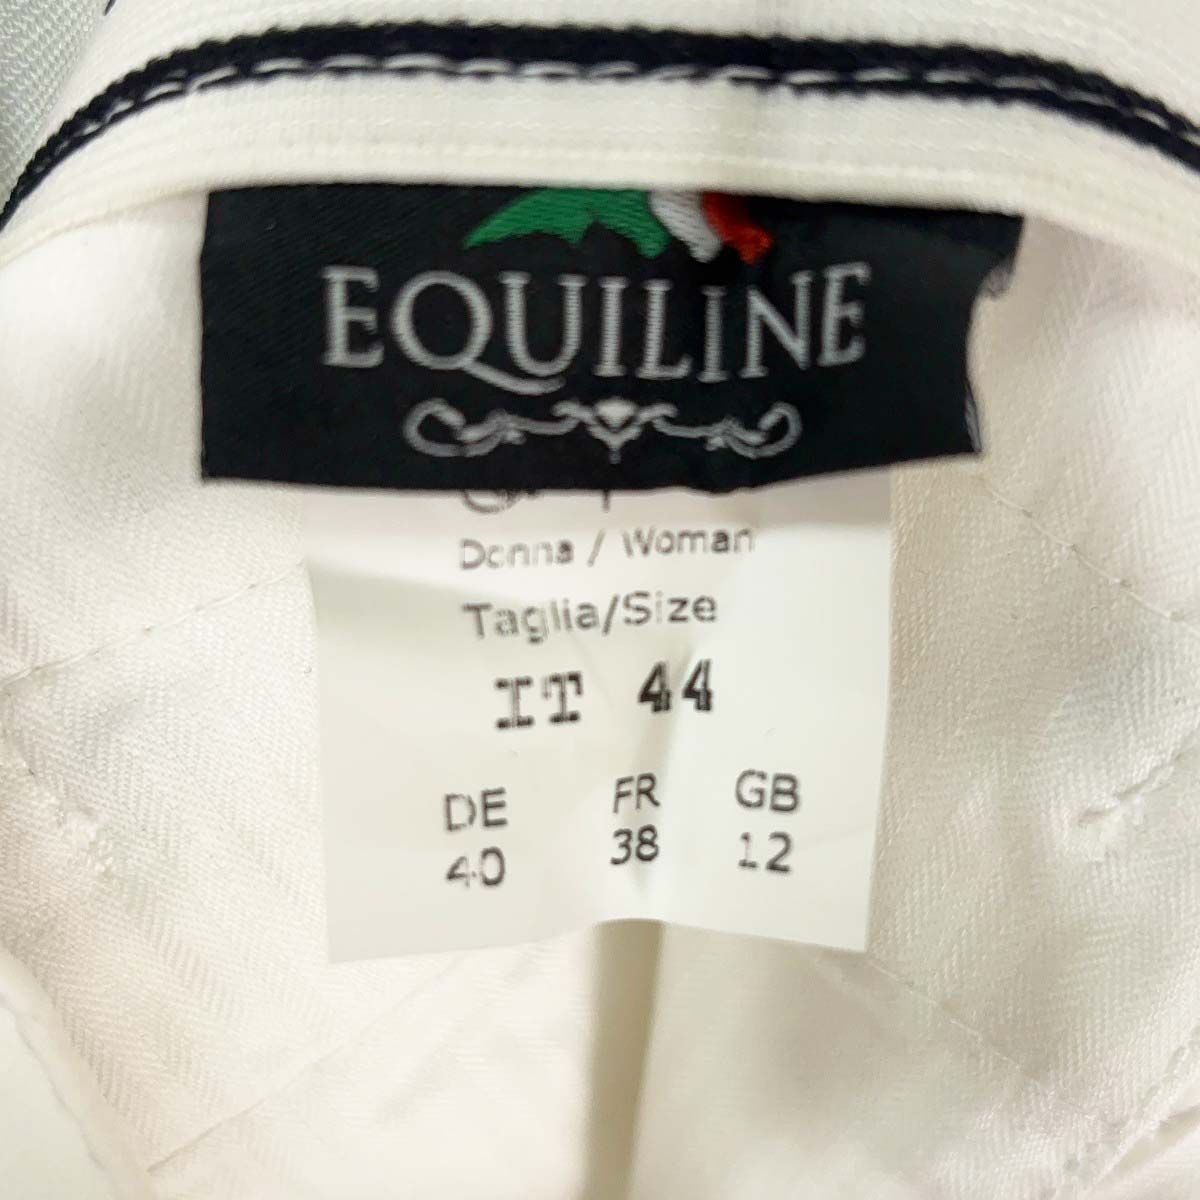 EQUILINE
Donna / Woman
Taglia/Size
IT 44
DE FR GB
40 38 12